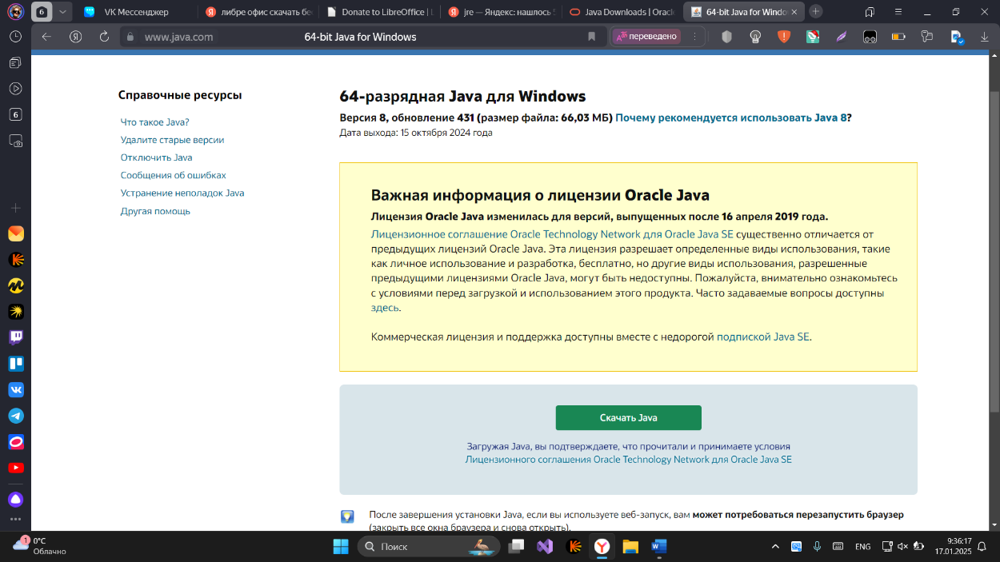 6
VK Мессенджер
либре офис скачать бес
Donate to LibreOffice | L
jre — Яндекс: нашлось 5
Java Downloads | Oracle
64-bit Java for Windo
www.java.com
64-bit Java for Windows
переведено
6
Справочные ресурсы
Что такое Java?
Удалите старые версии
Отключить Java
Сообщения об ошибках
Устранение неполадок Java
Другая помощь
64-разрядная Java для Windows
Версия 8, обновление 431 (размер файла: 66,03 МБ) Почему рекомендуется использовать Java 8?
Дата выхода: 15 октября 2024 года
Важная информация о лицензии Oracle Java
Лицензия Oracle Java изменилась для версий, выпущенных после 16 апреля 2019 года.
Лицензионное соглашение Oracle Technology Network для Oracle Java SE существенно отличается от
предыдущих лицензий Oracle Java. Эта лицензия разрешает определенные виды использования, такие
как личное использование и разработка, бесплатно, но другие виды использования, разрешенные
предыдущими лицензиями Oracle Java, могут быть недоступны. Пожалуйста, внимательно ознакомьтесь
с условиями перед загрузкой и использованием этого продукта. Часто задаваемые вопросы доступны
здесь.
Коммерческая лицензия и поддержка доступны вместе с недорогой подпиской Java SE.
Скачать Java
Загружая Java, вы подтверждаете, что прочитали и принимаете условия
Лицензионного соглашения Oracle Technology Network для Oracle Java SE
После завершения установки Java, если вы используете веб-запуск, вам может потребоваться перезапустить браузер
(закрыть все окна браузера и снова открыть).
1
0°C
Облачно
Поиск
ENG
9:36:17
17.01.2025